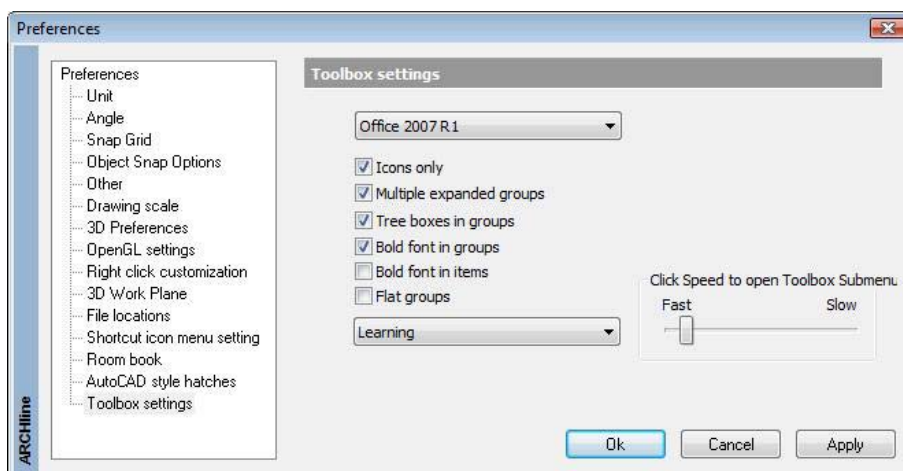 Preferences
Preferences
Unit
Angle
Snap Grid
Object Snap Options
Other
Drawing scale
3D Preferences
OpenGL settings
Right click customization
3D Work Plane
File locations
Shortcut icon menu setting
Room book
AutoCAD style hatches
Toolbox settings
ARCHline
Toolbox settings
Office 2007 R1
Icons only
Multiple expanded groups
Tree boxes in groups
Bold font in groups
Bold font in items
Flat groups
Learning
Click Speed to open Toolbox Submenu
Fast Slow
Ok Cancel Apply